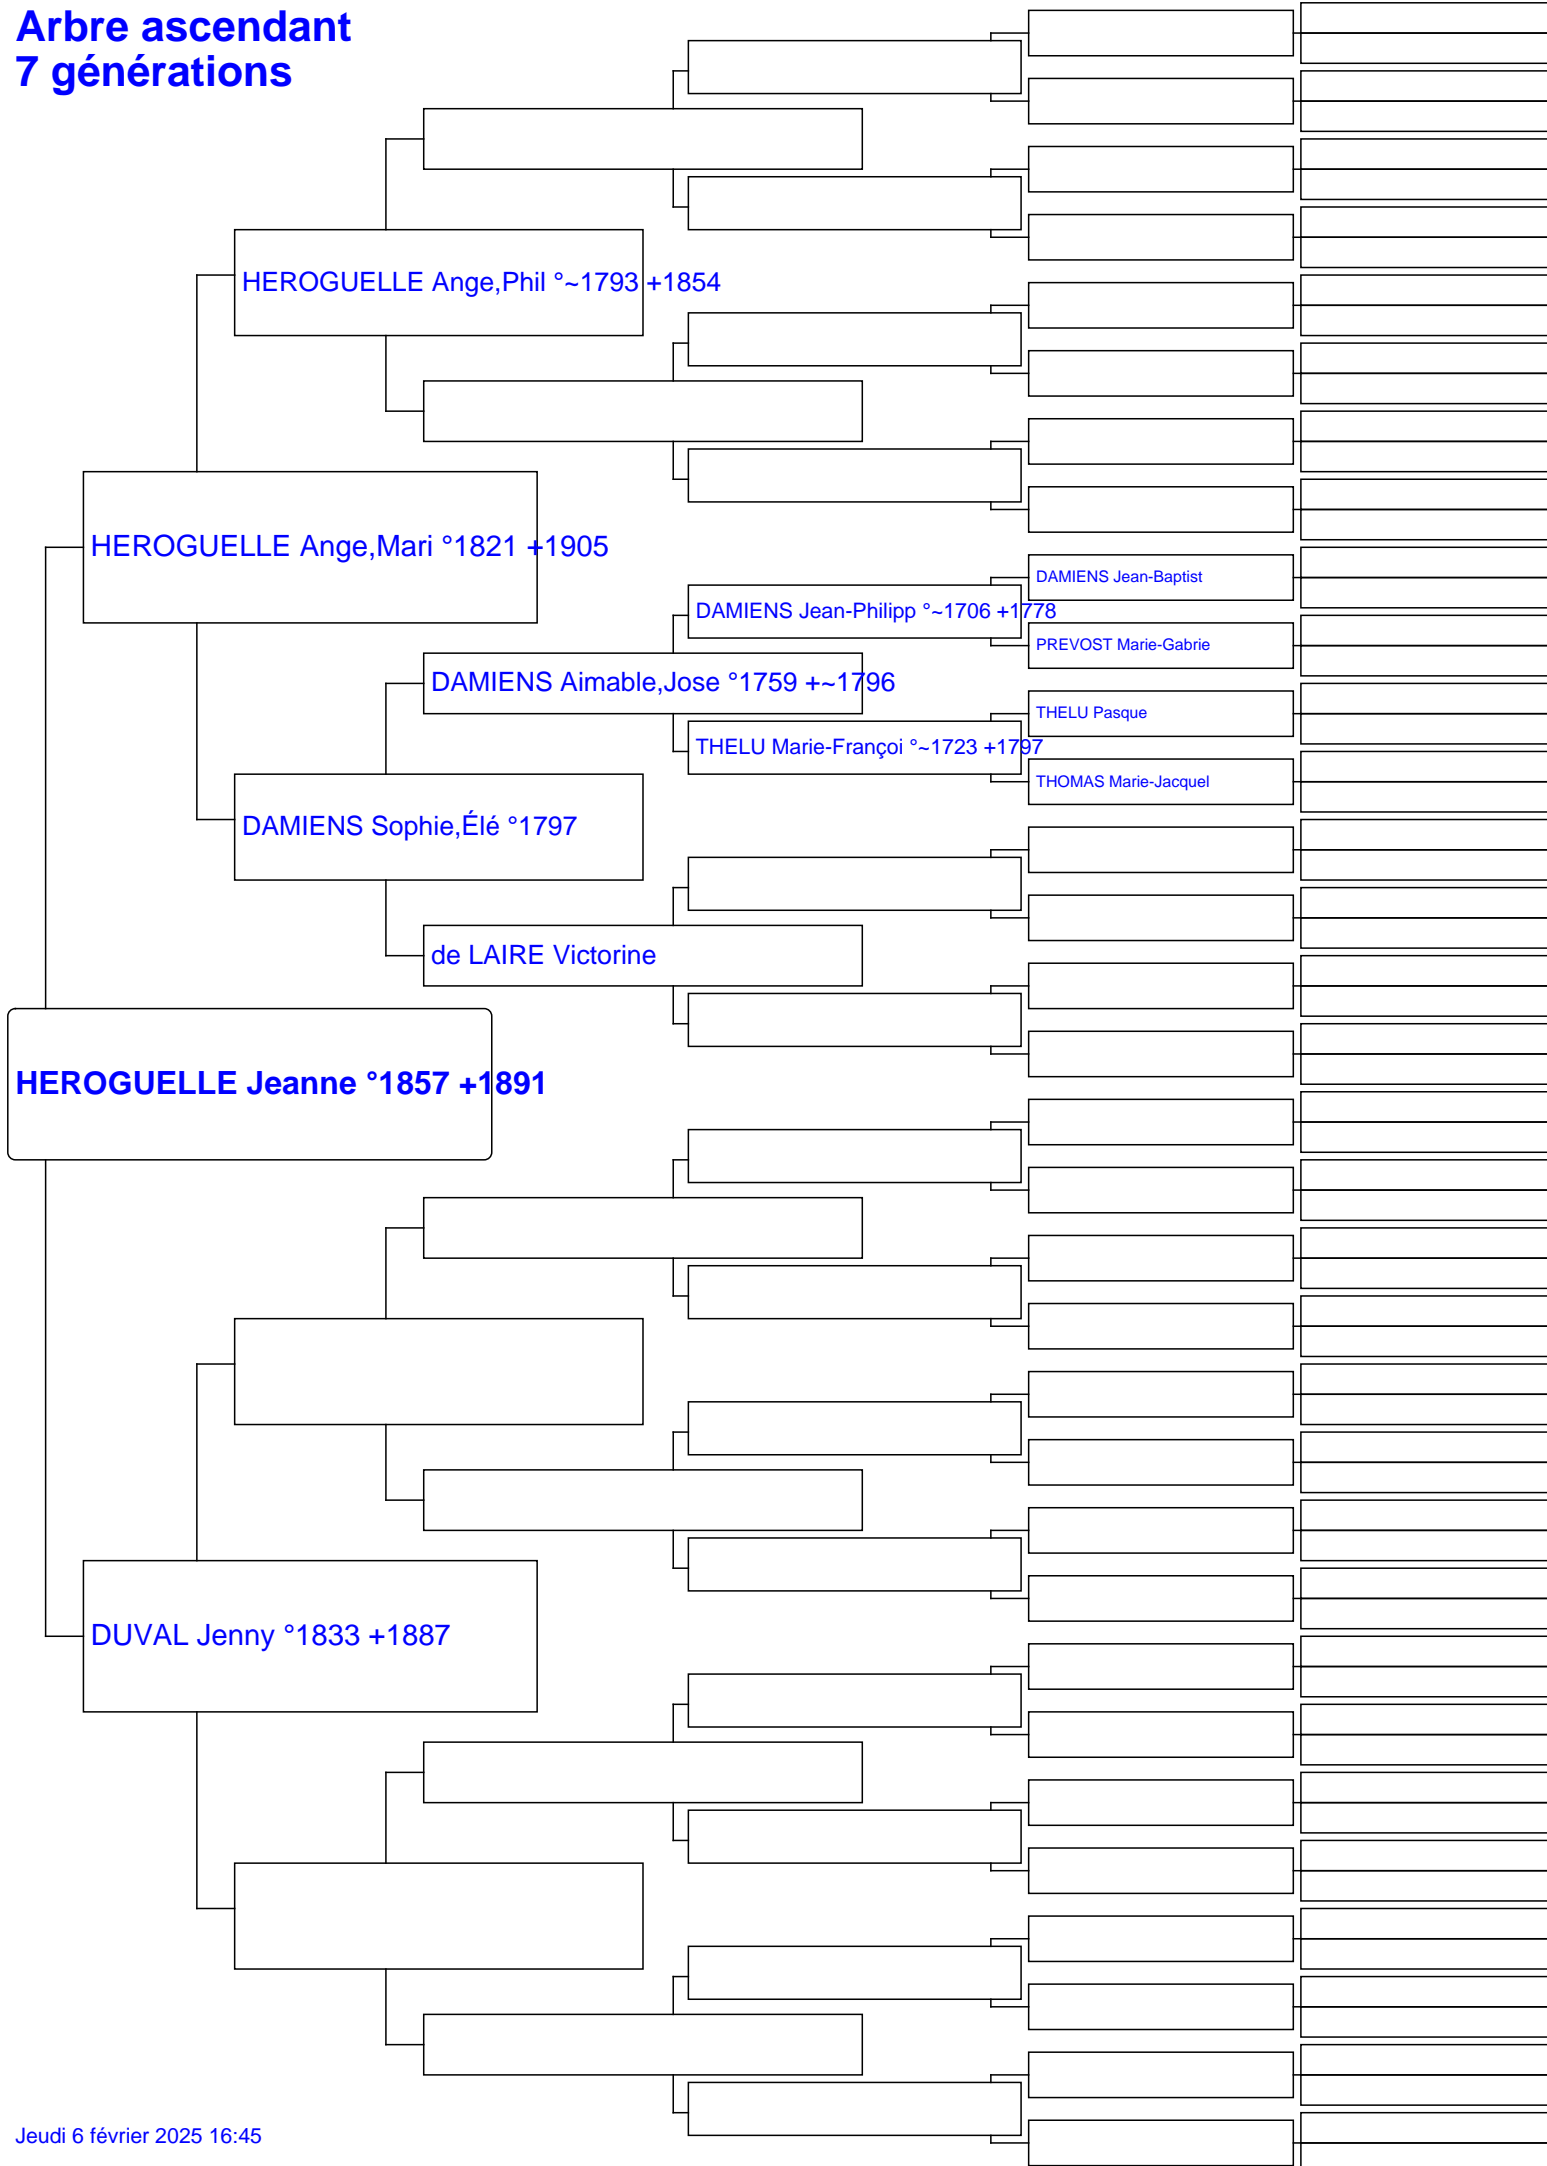 Arbre ascendant
7 générations
HEROGUELLE Ange,Phil °~1793 +1854
HEROGUELLE Ange,Mari °1821 +1905
DAMIENS Jean-Baptist
DAMIENS Jean-Philipp °~1706 +1778
PREVOST Marie-Gabrie
DAMIENS Aimable,Jose °1759 +~1796
THELU Pasque
THELU Marie-Françoi °~1723 +1797
THOMAS Marie-Jacquel
DAMIENS Sophie,Élé °1797
de LAIRE Victorine
HEROGUELLE Jeanne °1857 +1891
DUVAL Jenny °1833 +1887
Jeudi 6 février 2025 16:45